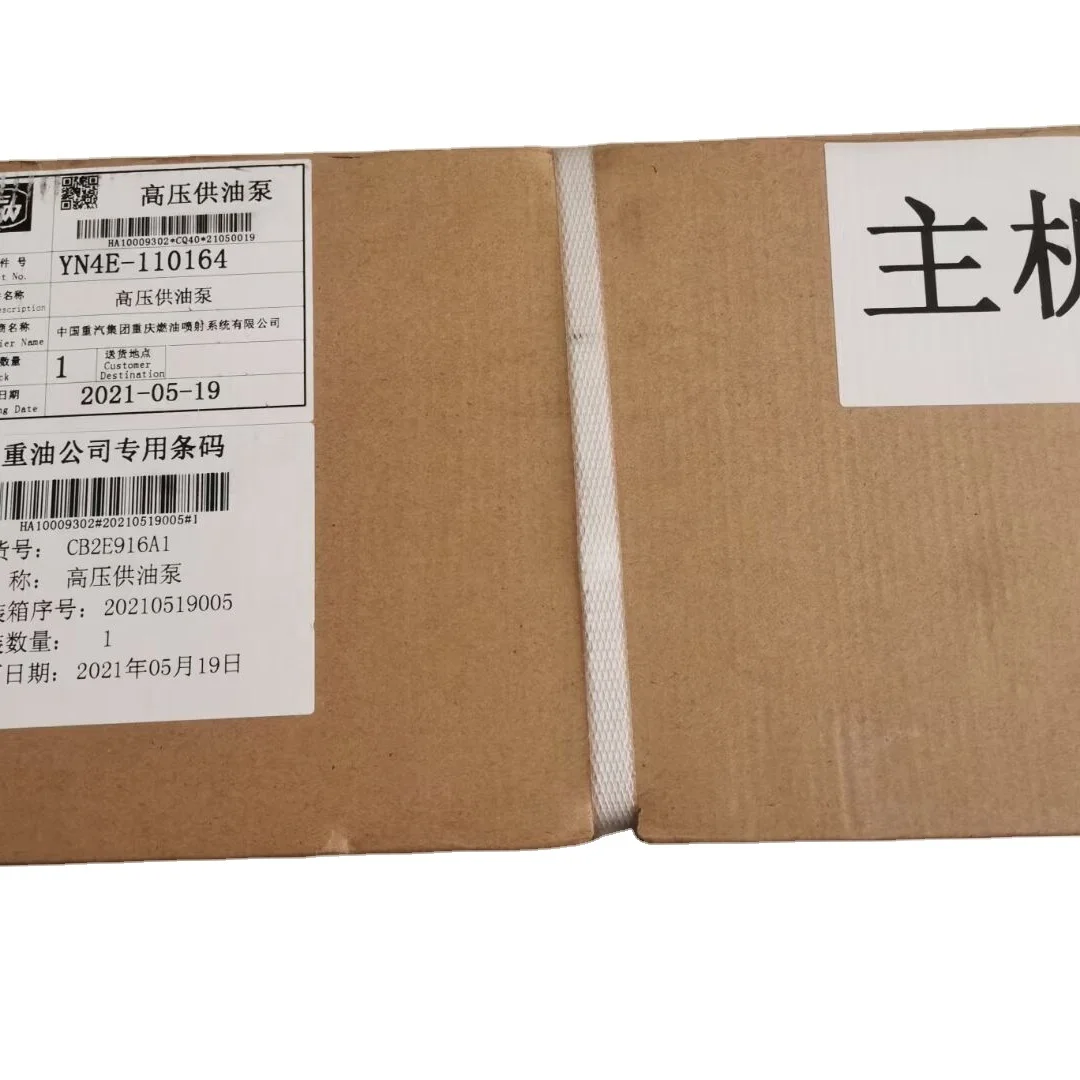 高压供油泵
HA10009302*CQ40*21050019
件 号 YN4E-110164
t No.
名称 高压供油泵
escription
名称 中国重汽集团重庆燃油喷射系统有限公司
ier Name
数量 1 送货地点
ck Customer
Destination
日期 2021-05-19
ng Date
重油公司专用条码
HA10009302#20210519005#1
货号: CB2E916A1
称: 高压供油泵
装箱序号: 20210519005
装数量: 1
日期: 2021年05月19日
主机